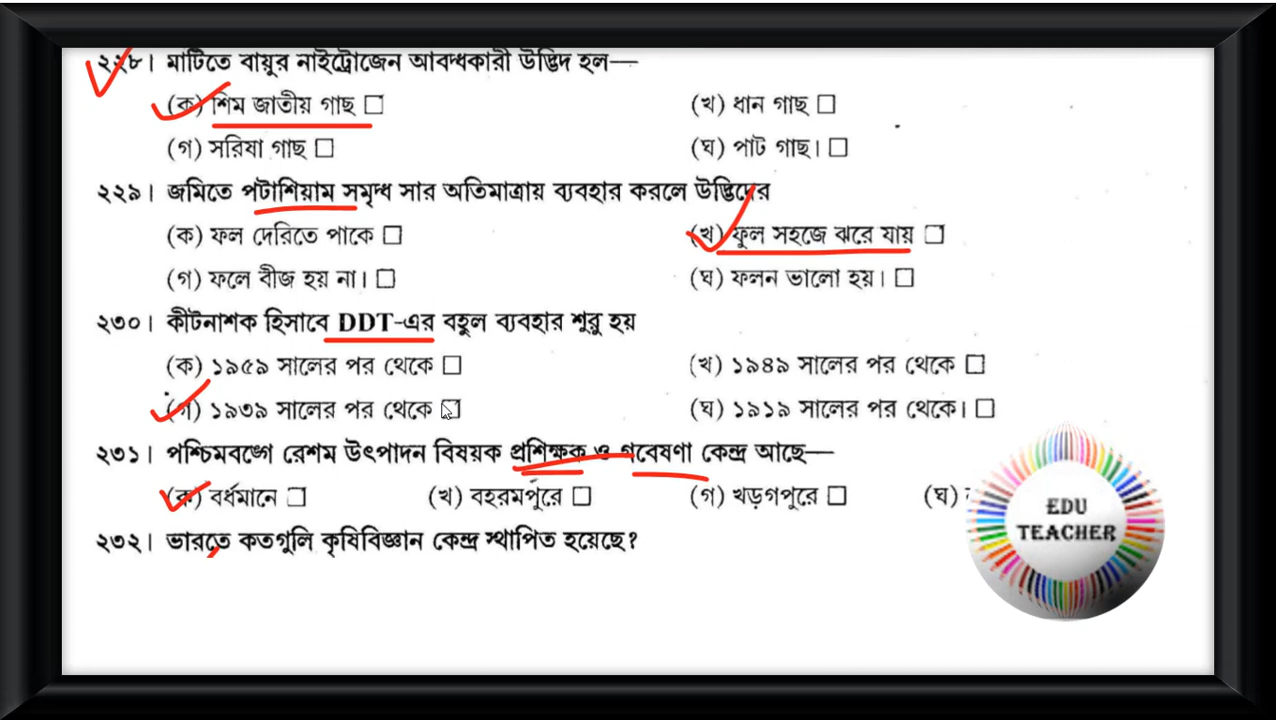 ২২৮। মাটিতে বায়ুর নাইট্রোজেন আবদ্ধকারী উদ্ভিদ হল—
(ক) শিম জাতীয় গাছ (খ) ধান গাছ
(গ) সরিষা গাছ (ঘ) পাট গাছ।
২২৯। জমিতে পটাশিয়াম সমৃদ্ধ সার অতিমাত্রায় ব্যবহার করলে উদ্ভিদের
(ক) ফল দেরিতে পাকে (খ) ফুল সহজে ঝরে যায়
(গ) ফলে বীজ হয় না। (ঘ) ফলন ভালো হয়।
২৩০। কীটনাশক হিসাবে DDT-এর বহুল ব্যবহার শুরু হয়
(ক) ১৯৫৯ সালের পর থেকে (খ) ১৯৪৯ সালের পর থেকে
(গ) ১৯৩৯ সালের পর থেকে (ঘ) ১৯১৯ সালের পর থেকে।
২৩১। পশ্চিমবঙ্গে রেশম উৎপাদন বিষয়ক প্রশিক্ষক ও গবেষণা কেন্দ্র আছে—
(ক) বর্ধমানে (খ) বহরমপুরে (গ) খড়গপুরে (ঘ)
২৩২। ভারতে কতগুলি কৃষিবিজ্ঞান কেন্দ্র স্থাপিত হয়েছে?
EDU
TEACHER